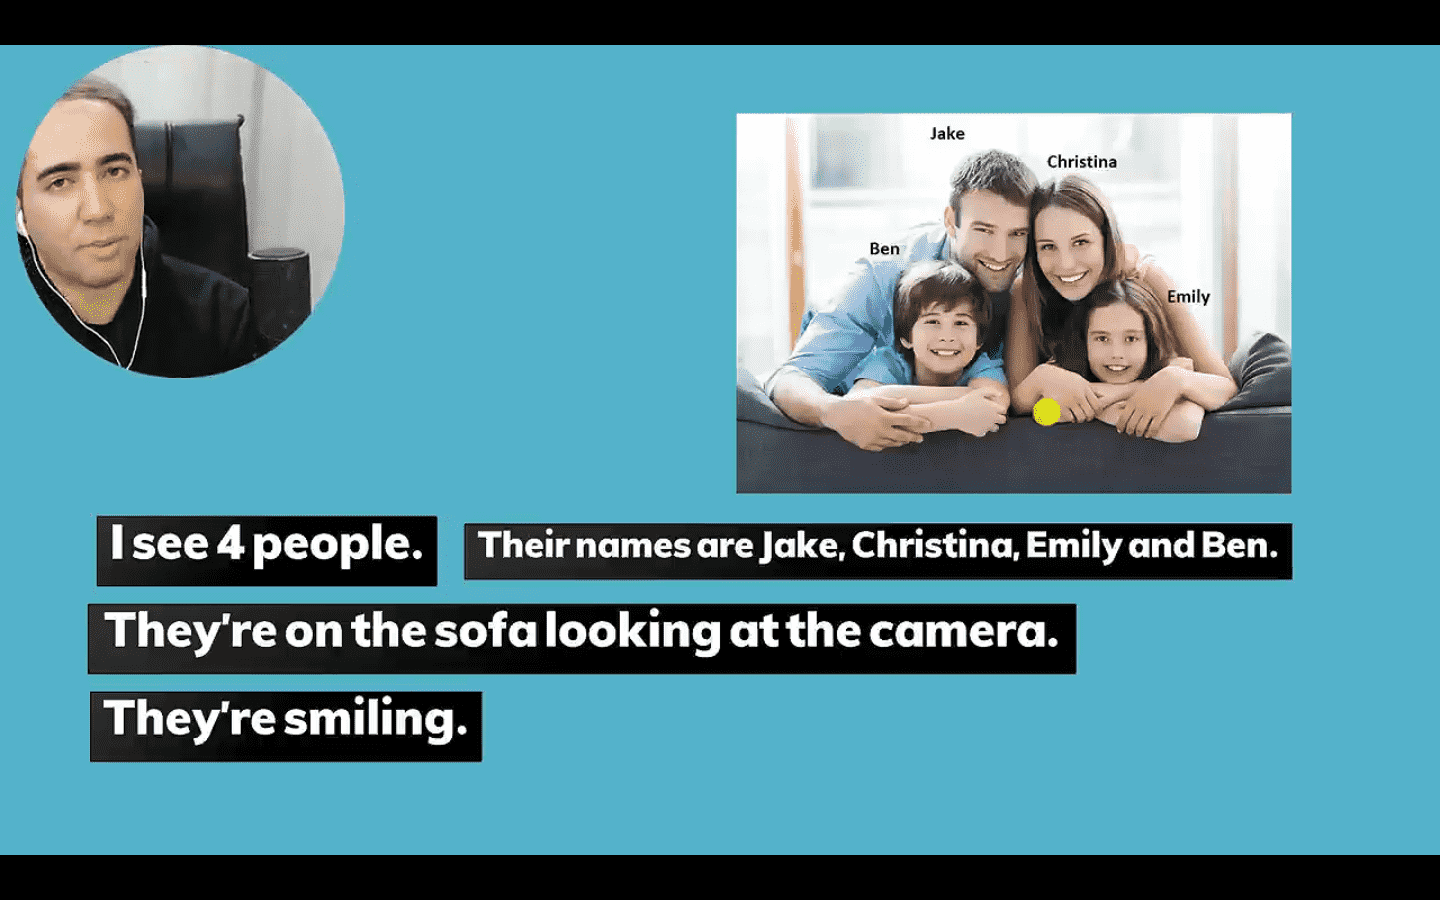 Jake
Christina
Ben
Emily
I see 4 people.
Their names are Jake, Christina, Emily and Ben.
They're on the sofa looking at the camera.
They're smiling.